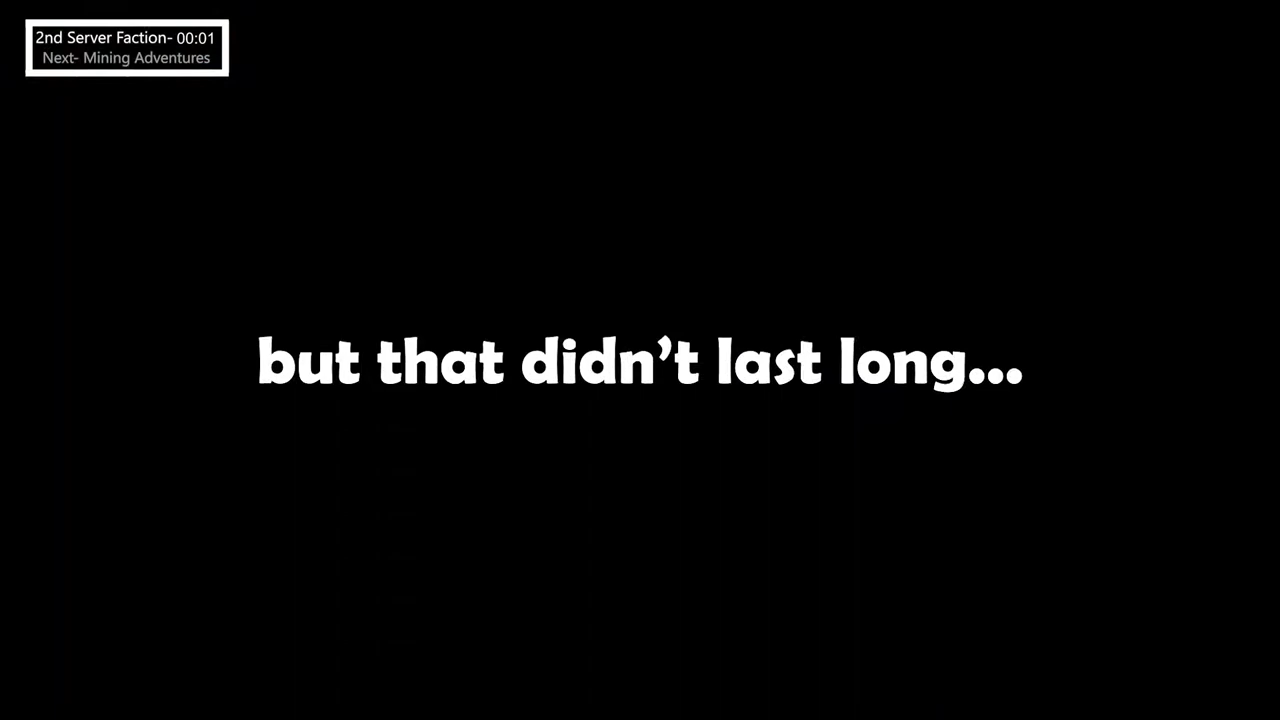 2nd Server Faction- 00:01
Next- Mining Adventures
but that didn’t last long...